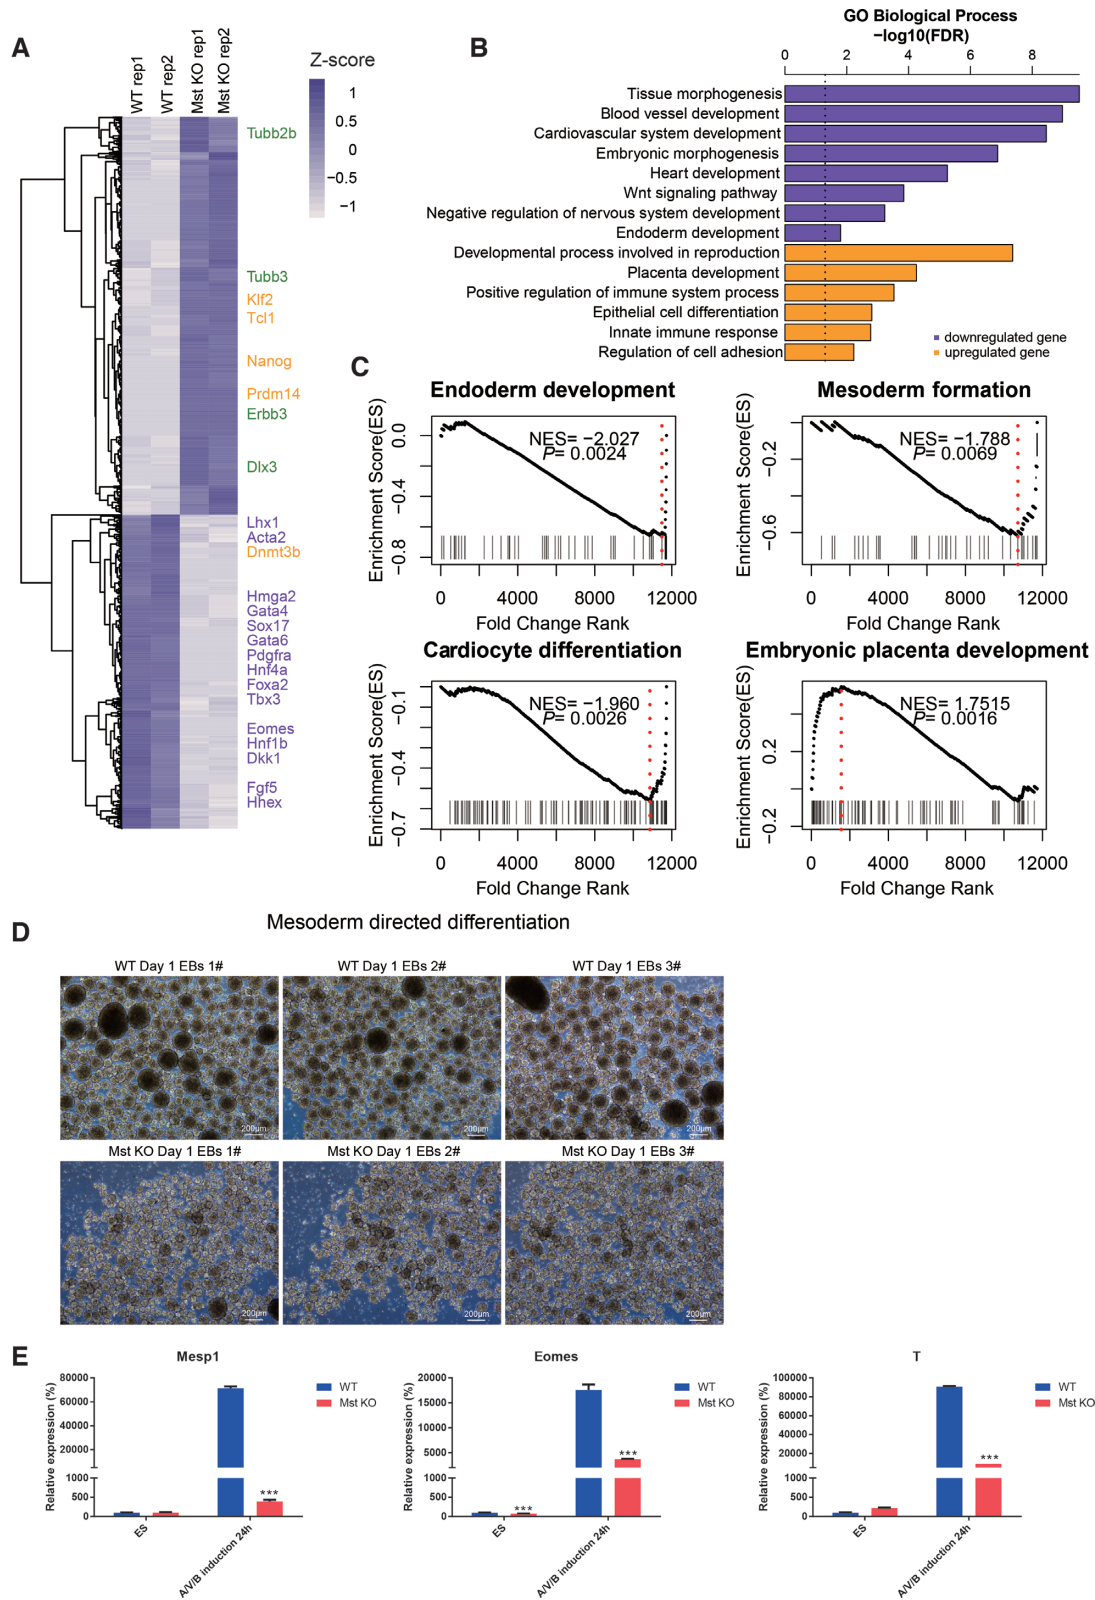 A
WT rep1
WT rep2
Mst KO rep1
Mst KO rep2
Z-score
1
0.5
0
−0.5
−1
Tubb2b
Tubb3
Klf2
Tcl1
Nanog
Prdm14
Erbb3
Dlx3
Lhx1
Acta2
Dnmt3b
Hmga2
Gata4
Sox17
Gata6
Pdgfra
Hnf4a
Foxa2
Tbx3
Eomes
Hnf1b
Dkk1
Fgf5
Hhex
B
GO Biological Process
−log10(FDR)
0 2 4 6 8
Tissue morphogenesis
Blood vessel development
Cardiovascular system development
Embryonic morphogenesis
Heart development
Wnt signaling pathway
Negative regulation of nervous system development
Endoderm development
Developmental process involved in reproduction
Placenta development
Positive regulation of immune system process
Epithelial cell differentiation
Innate immune response
Regulation of cell adhesion
downregulated gene
upregulated gene
C
Endoderm development
Enrichment Score(ES)
0.0
−0.4
−0.8
NES= −2.027
P= 0.0024
0 4000 8000 12000
Fold Change Rank
Mesoderm formation
Enrichment Score(ES)
−0.2
−0.6
NES= −1.788
P= 0.0069
0 4000 8000 12000
Fold Change Rank
Cardiocyte differentiation
Enrichment Score(ES)
−0.1
−0.4
−0.7
NES= −1.960
P= 0.0026
0 4000 8000 12000
Fold Change Rank
Embryonic placenta development
Enrichment Score(ES)
0.2
−0.2
NES= 1.7515
P= 0.0016
0 4000 8000 12000
Fold Change Rank
D
Mesoderm directed differentiation
WT Day 1 EBs 1#
WT Day 1 EBs 2#
WT Day 1 EBs 3#
200μm
200μm
200μm
Mst KO Day 1 EBs 1#
Mst KO Day 1 EBs 2#
Mst KO Day 1 EBs 3#
200μm
200μm
200μm
E
Mesp1
Relative expression (%)
80000
60000
40000
20000
1000
500
0
***
ES
A/V/B induction 24h
WT
Mst KO
Eomes
Relative expression (%)
20000
15000
10000
5000
1000
500
0
***
***
ES
A/V/B induction 24h
WT
Mst KO
T
Relative expression (%)
100000
80000
60000
40000
20000
1000
500
0
***
ES
A/V/B induction 24h
WT
Mst KO